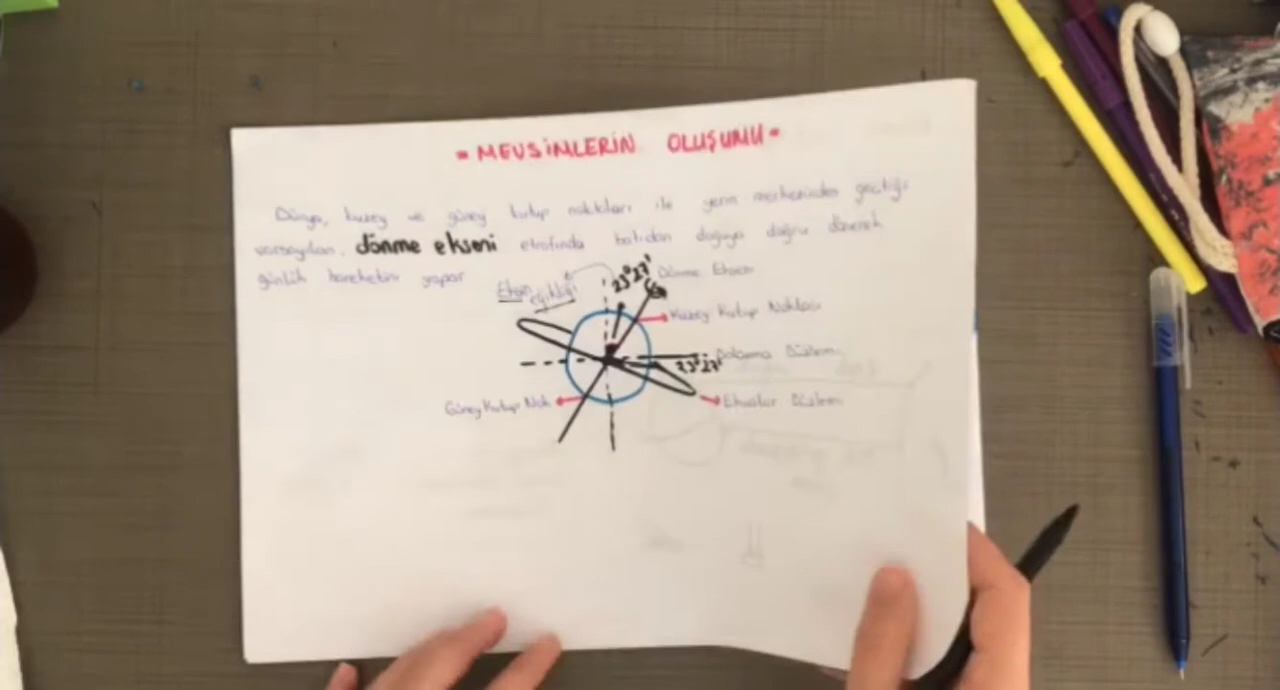 - MEVSİMLERİN OLUŞUMU -
Dünya, kuzey ve güney kutup noktaları ile yerin merkezinden geçtiği
varsayılan, dönme ekseni etrafında batıdan doğuya doğru dönerek
günlük hareketini yapar
Eksen Eğikliği
23°27'
Dönme Ekseni
Kuzey Kutup Noktası
Dolanma Düzlemi
23°27'
Güney Kutup Nok.
Ekvator Düzlemi